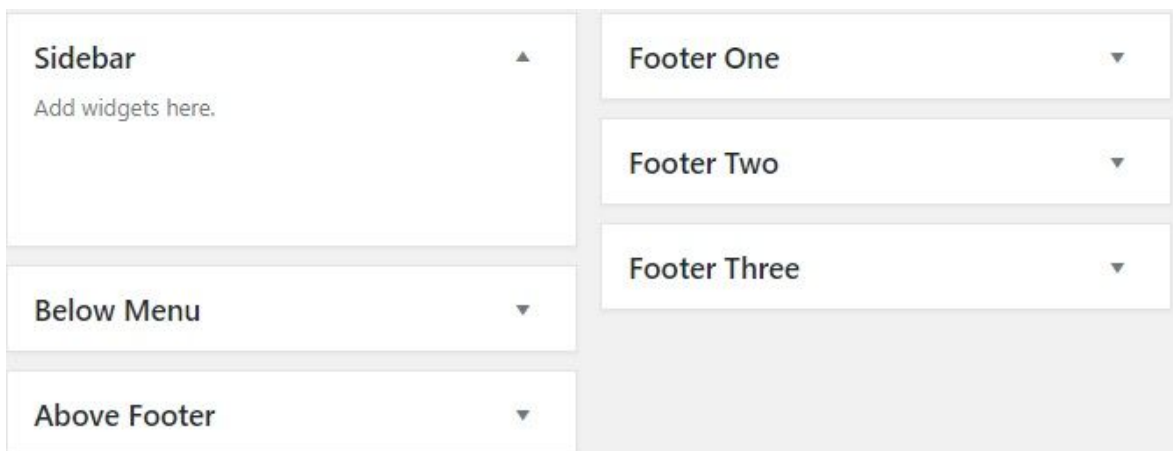 Sidebar
Add widgets here.
Below Menu
Above Footer
Footer One
Footer Two
Footer Three